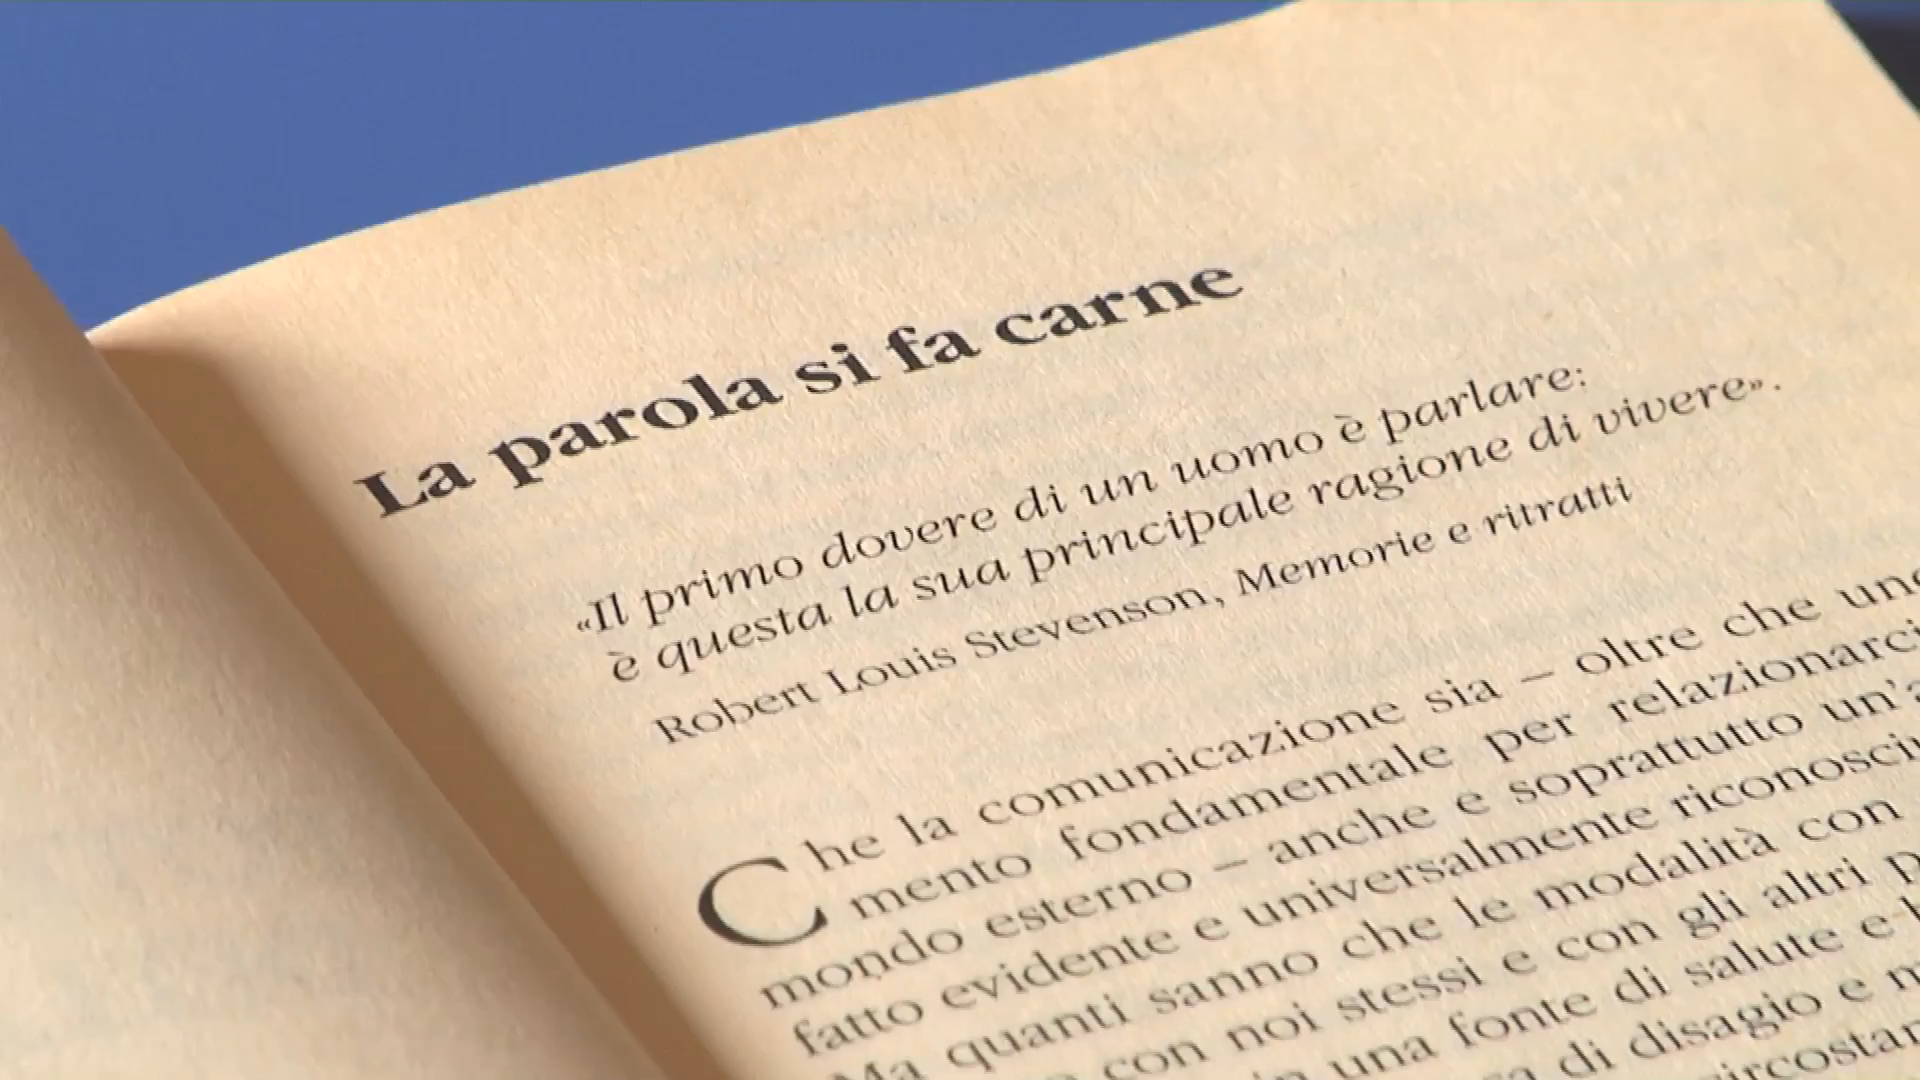 La parola si fa carne
«Il primo dovere di un uomo è parlare:
è questa la sua principale ragione di vivere».
Robert Louis Stevenson, Memorie e ritratti
Che la comunicazione sia – oltre che
mento fondamentale per relazionarci
mondo esterno – anche e soprattutto
fatto evidente e universalmente
Ma quanti sanno che le modalità con
con noi stessi e con gli altri
una fonte di salute e
di disagio e